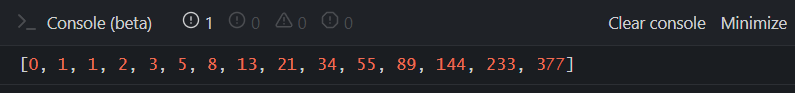 >_ Console (beta) 1 0 0 0 Clear console Minimize
[0, 1, 1, 2, 3, 5, 8, 13, 21, 34, 55, 89, 144, 233, 377]